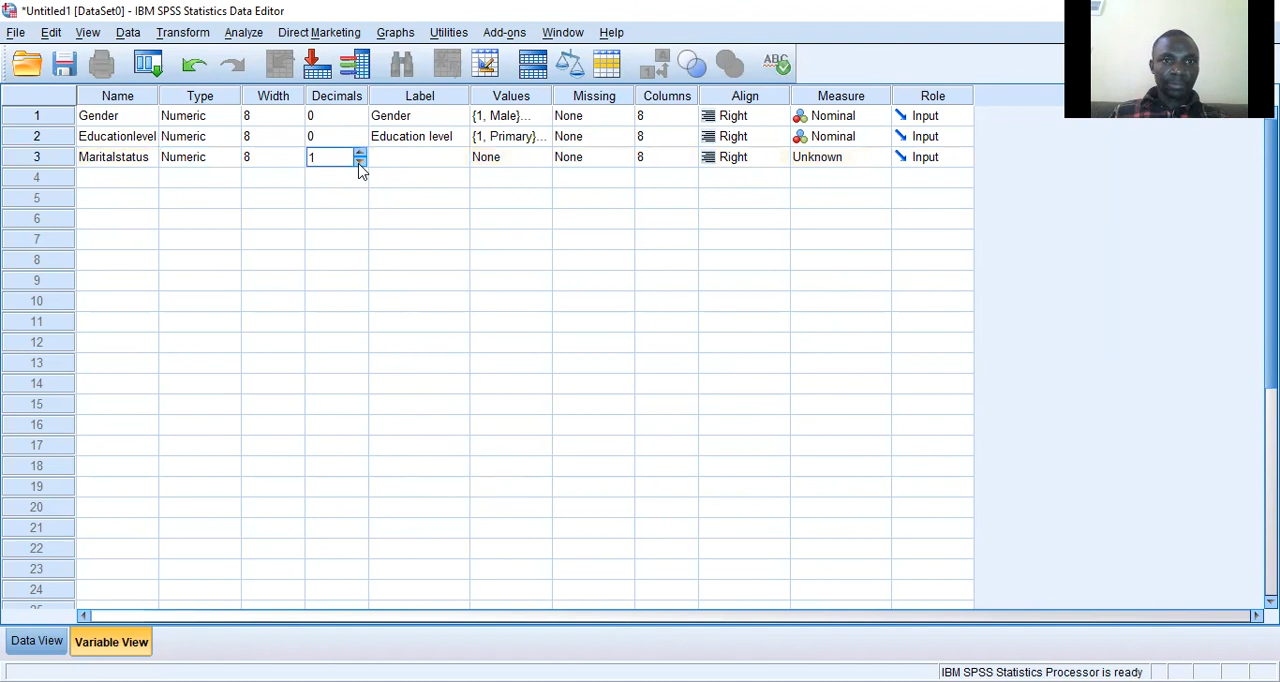 *Untitled1 [DataSet0] - IBM SPSS Statistics Data Editor
File Edit View Data Transform Analyze Direct Marketing Graphs Utilities Add-ons Window Help
Name Type Width Decimals Label Values Missing Columns Align Measure Role
1 Gender Numeric 8 0 Gender {1, Male}... None 8 Right Nominal Input
2 Educationlevel Numeric 8 0 Education level {1, Primary}... None 8 Right Nominal Input
3 Maritalstatus Numeric 8 1 None None 8 Right Unknown Input
4
5
6
7
8
9
10
11
12
13
14
15
16
17
18
19
20
21
22
23
24
Data View Variable View
IBM SPSS Statistics Processor is ready